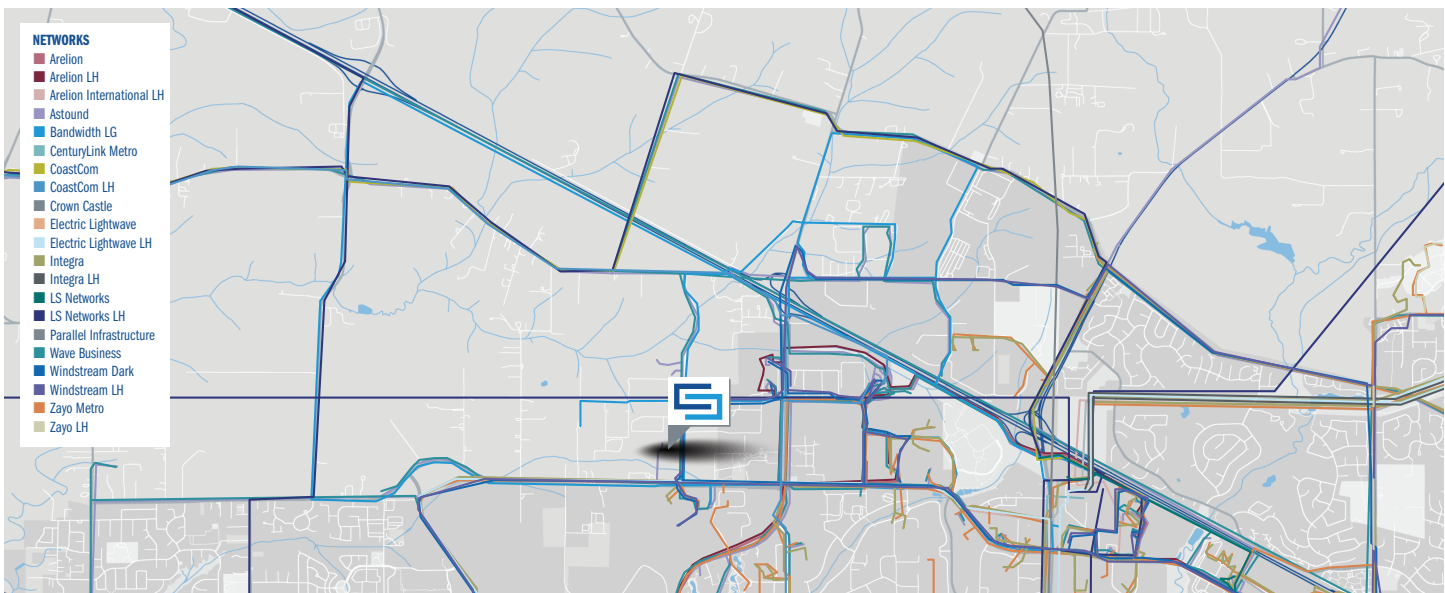 NETWORKS
Arelion
Arelion LH
Arelion International LH
Astound
Bandwidth LG
CenturyLink Metro
CoastCom
CoastCom LH
Crown Castle
Electric Lightwave
Electric Lightwave LH
Integra
Integra LH
LS Networks
LS Networks LH
Parallel Infrastructure
Wave Business
Windstream Dark
Windstream LH
Zayo Metro
Zayo LH